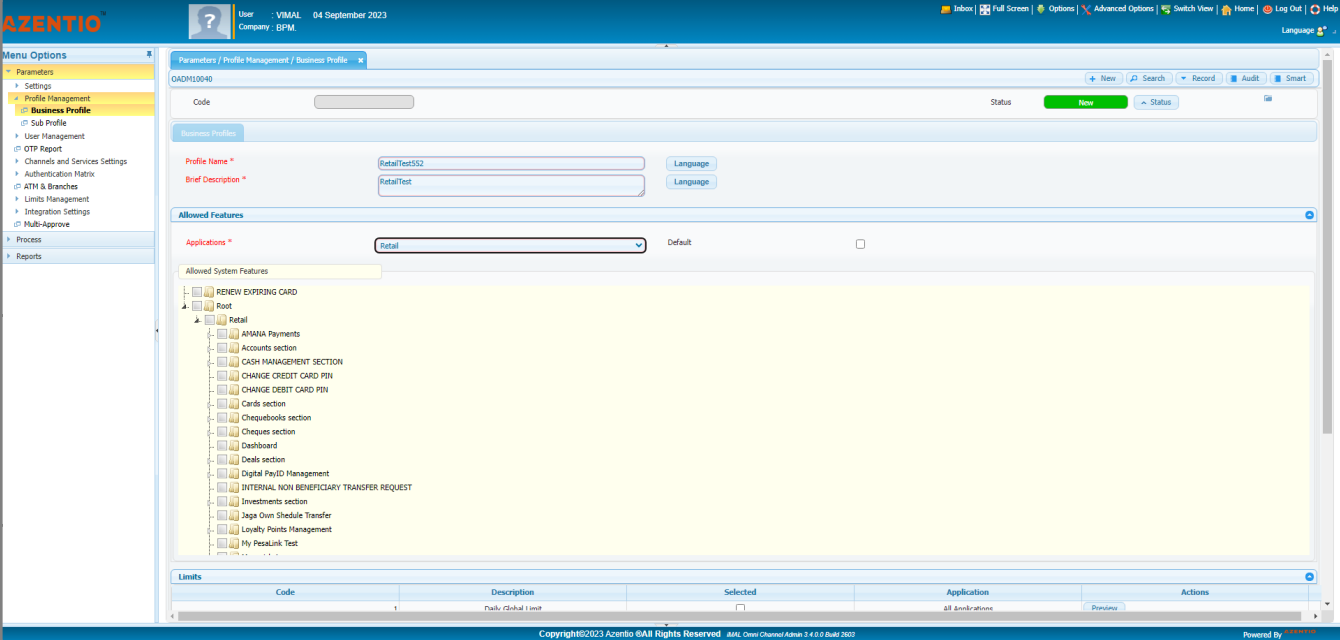 AZENTIO™
User : VIMAL 04 September 2023
Company : BPM.
Inbox | Full Screen | Options | Advanced Options | Switch View | Home | Log Out | Help
Language
Menu Options
Parameters
Settings
Profile Management
Business Profile
Sub Profile
User Management
OTP Report
Channels and Services Settings
Authentication Matrix
ATM & Branches
Limits Management
Integration Settings
Multi-Approve
Process
Reports
Parameters / Profile Management / Business Profile ×
OADM10040
+ New Search Record Audit Smart
Code Status New Status
Business Profiles
Profile Name * RetailTest552 Language
Brief Description * RetailTest Language
Allowed Features
Applications * Retail Default
Allowed System Features
RENEW EXPIRING CARD
Root
Retail
AMANA Payments
Accounts section
CASH MANAGEMENT SECTION
CHANGE CREDIT CARD PIN
CHANGE DEBIT CARD PIN
Cards section
Chequebooks section
Cheques section
Dashboard
Deals section
Digital PayID Management
INTERNAL NON BENEFICIARY TRANSFER REQUEST
Investments section
Jaga Own Shedule Transfer
Loyalty Points Management
My PesaLink Test
Limits
Code Description Selected Application Actions
1 Daily Global Limit All Applications Preview
Copyright©2023 Azentio ®All Rights Reserved iMAL Omni Channel Admin 3.4.0.0 Build 2603
Powered By AZENTIO